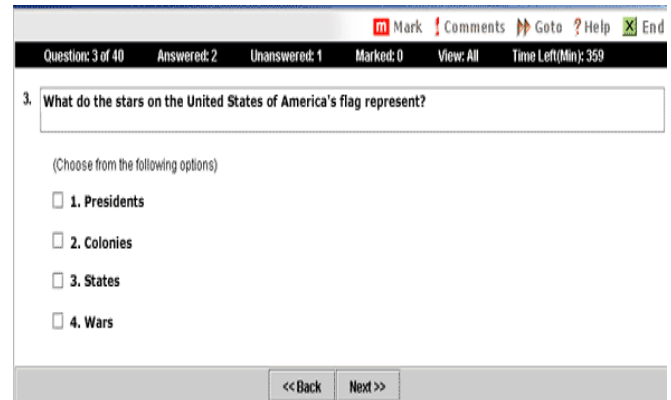 m Mark ! Comments Goto ? Help X End
Question: 3 of 40 Answered: 2 Unanswered: 1 Marked: 0 View: All Time Left(Min): 359
3. What do the stars on the United States of America's flag represent?
(Choose from the following options)
1. Presidents
2. Colonies
3. States
4. Wars
<< Back Next >>